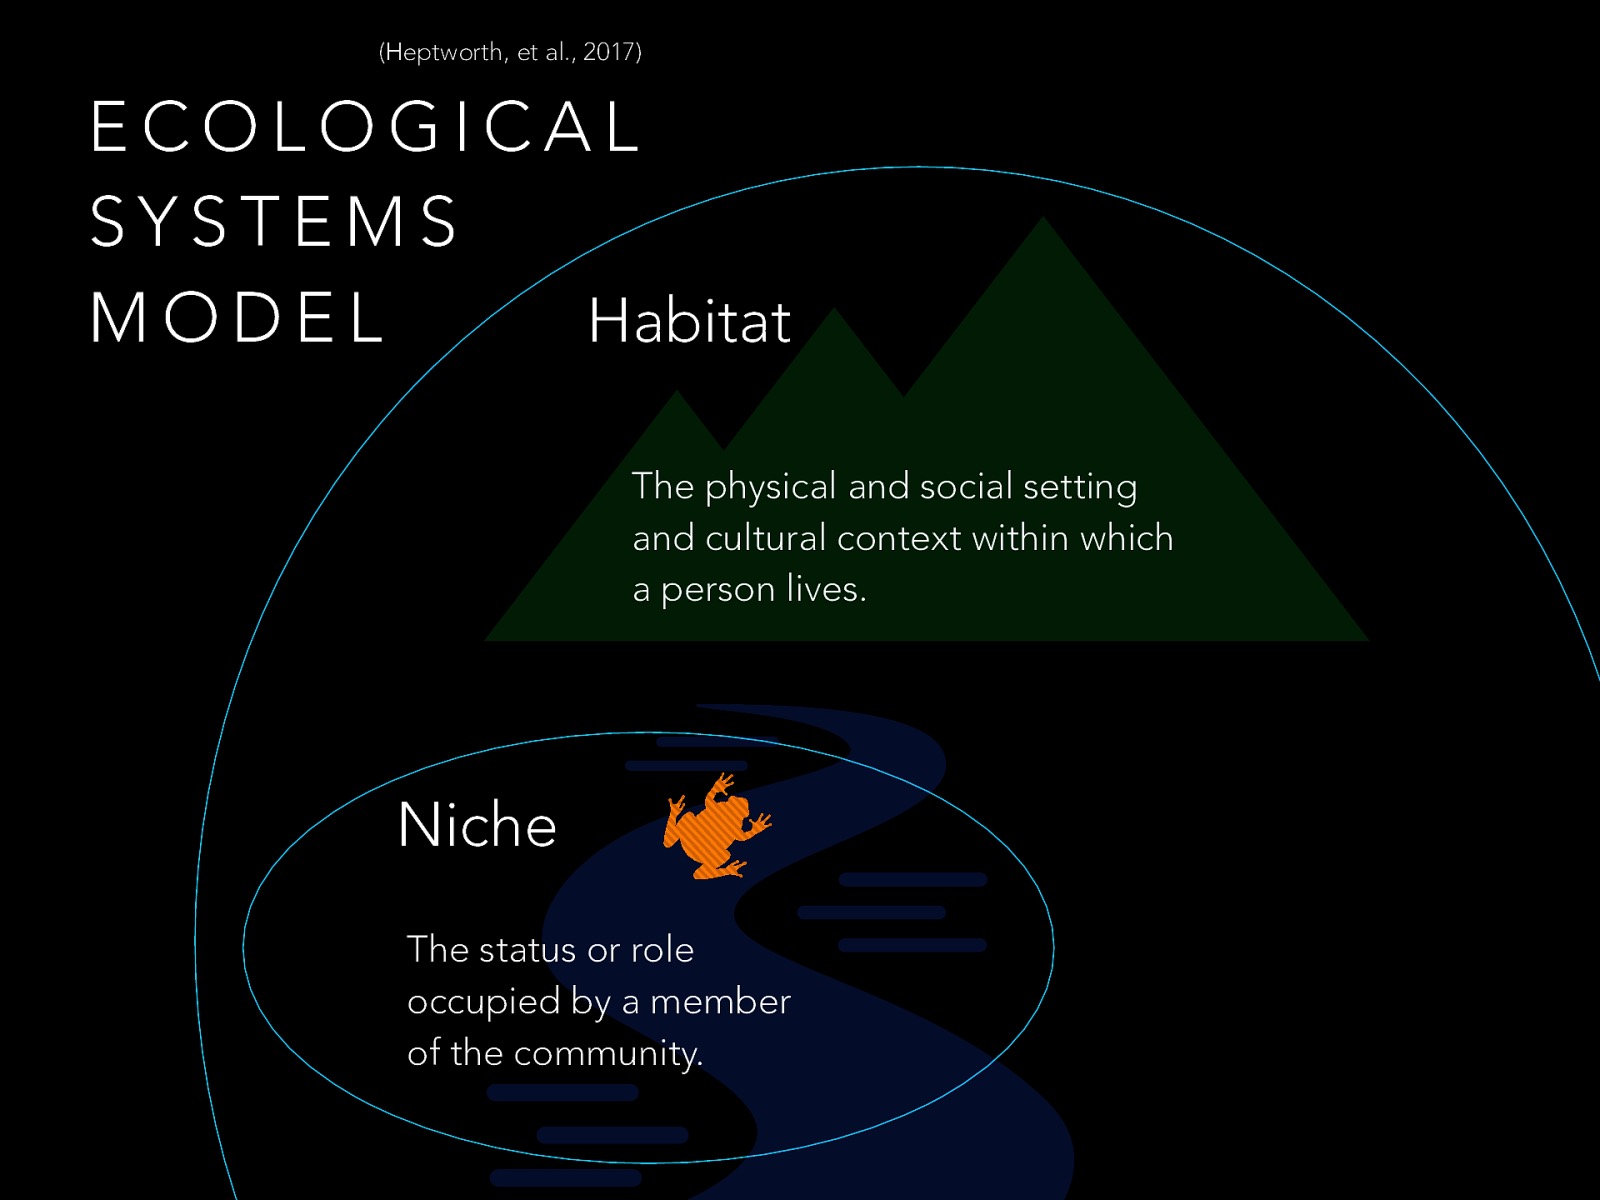 (Heptworth, et al., 2017)
ECOLOGICAL
SYSTEMS
MODEL
Habitat
The physical and social setting
and cultural context within which
a person lives.
Niche
The status or role
occupied by a member
of the community.